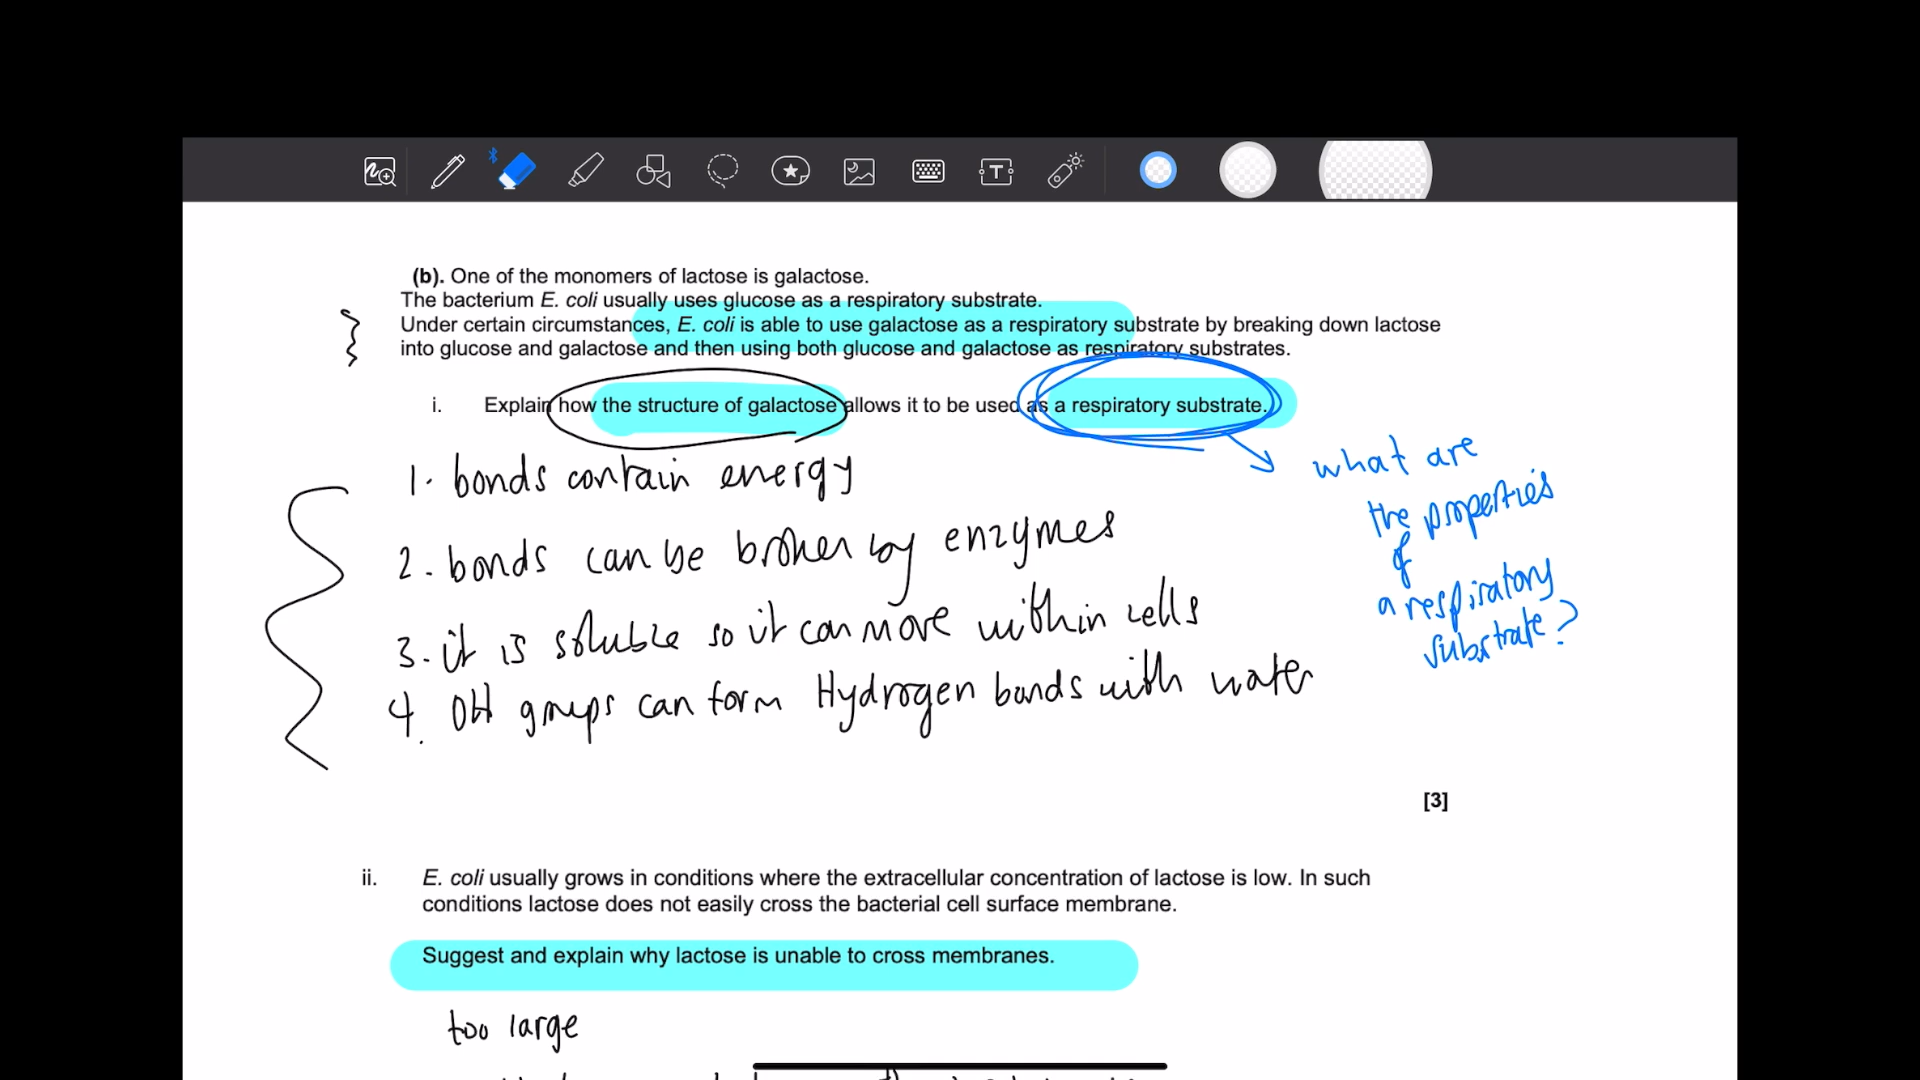 (b). One of the monomers of lactose is galactose.
The bacterium E. coli usually uses glucose as a respiratory substrate.
Under certain circumstances, E. coli is able to use galactose as a respiratory substrate by breaking down lactose
into glucose and galactose and then using both glucose and galactose as respiratory substrates.
i. Explain how the structure of galactose allows it to be used as a respiratory substrate.
1. bonds contain energy
2. bonds can be broken by enzymes
3. it is soluble so it can move within cells
4. OH groups can form Hydrogen bonds with water
what are
the properties
of
a respiratory
substrate?
[3]
ii. E. coli usually grows in conditions where the extracellular concentration of lactose is low. In such
conditions lactose does not easily cross the bacterial cell surface membrane.
Suggest and explain why lactose is unable to cross membranes.
too large